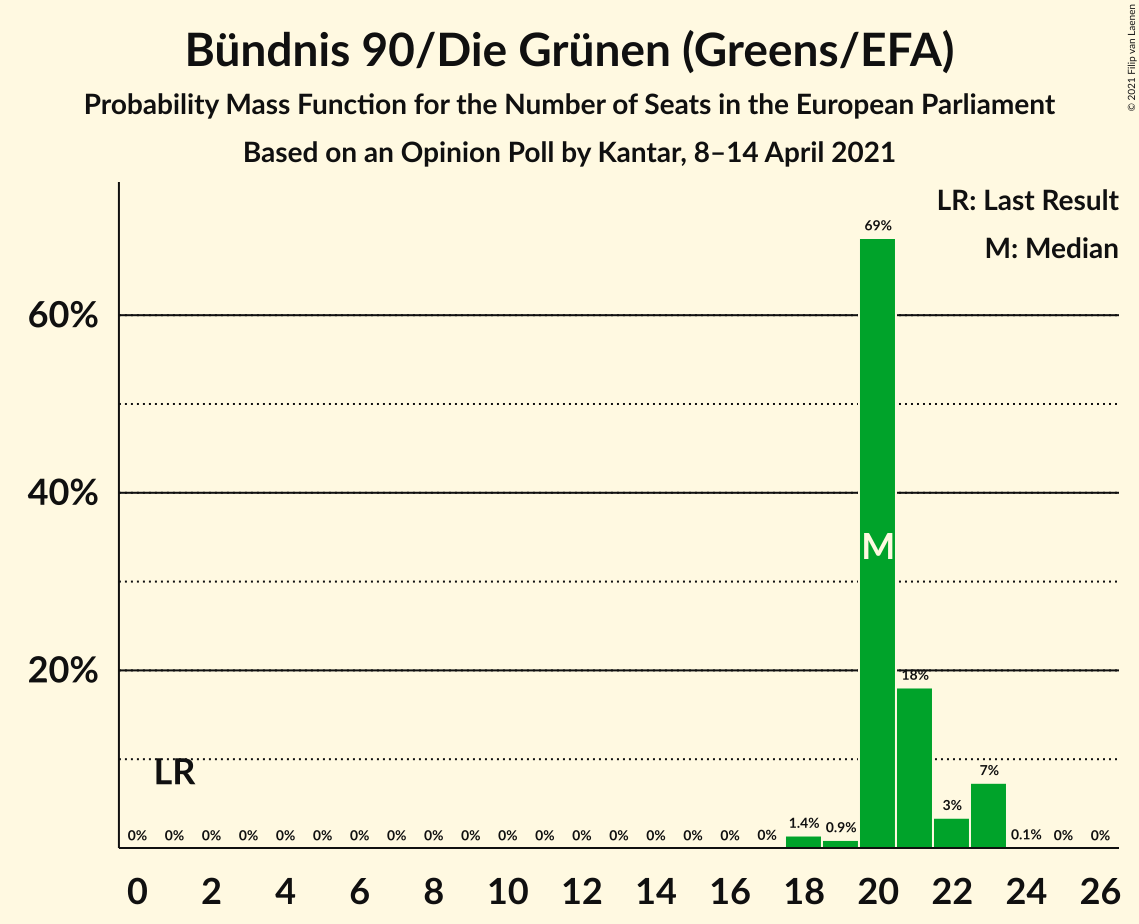 Bündnis 90/Die Grünen (Greens/EFA)
Probability Mass Function for the Number of Seats in the European Parliament
Based on an Opinion Poll by Kantar, 8–14 April 2021
© 2021 Filip van Laenen
LR: Last Result
M: Median
69%
60%
40%
M
20%
18%
LR
7%
3%
0% 0% 0% 0% 0% 0% 0% 0% 0% 0% 0% 0% 0% 0% 0% 0% 0% 0% 1.4% 0.9% 0.1% 0% 0%
0 2 4 6 8 10 12 14 16 18 20 22 24 26